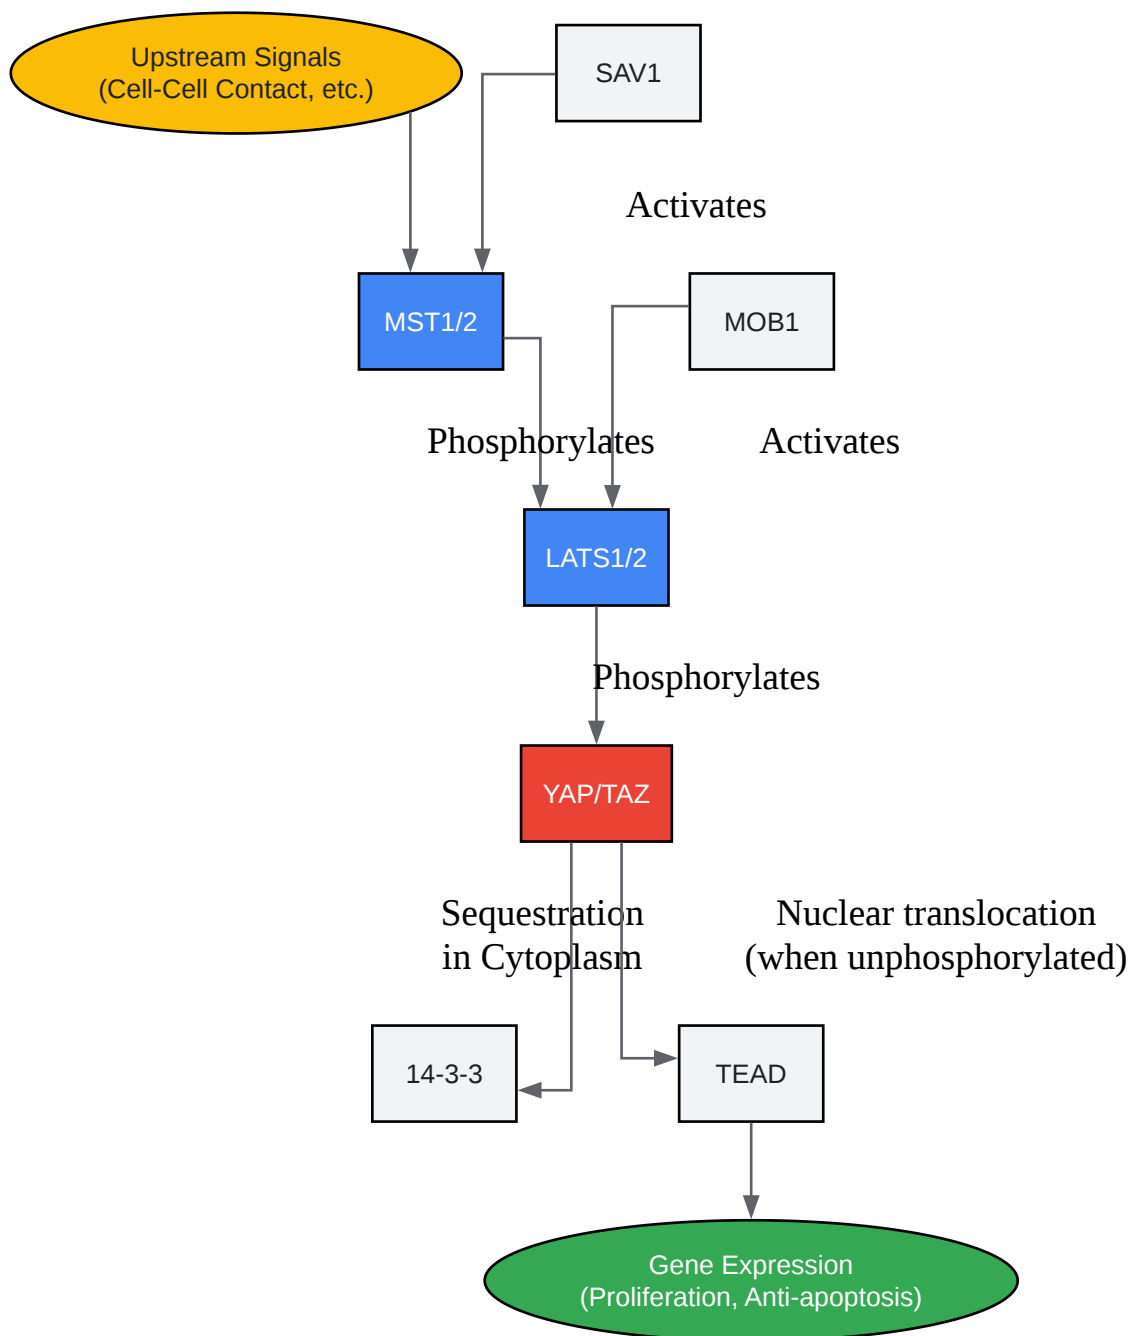 Upstream Signals
(Cell-Cell Contact, etc.)
SAV1
Activates
MST1/2
MOB1
Phosphorylates
Activates
LATS1/2
Phosphorylates
YAP/TAZ
Sequestration
in Cytoplasm
Nuclear translocation
(when unphosphorylated)
14-3-3
TEAD
Gene Expression
(Proliferation, Anti-apoptosis)